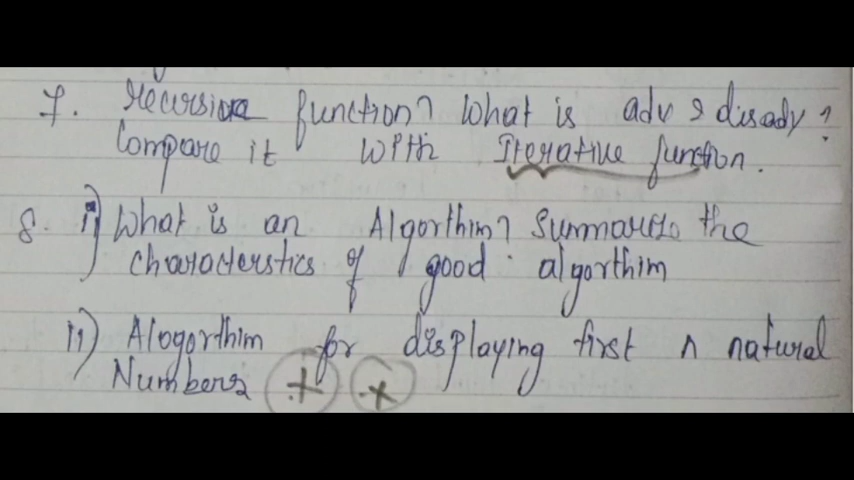 7. recursion function? What is adv & disadv?
Compare it with Iterative function.
8. i) What is an Algorthim? Summarize the
characterstics of good algorthim
ii) Alogorthim for displaying first n natural
Numbers + x